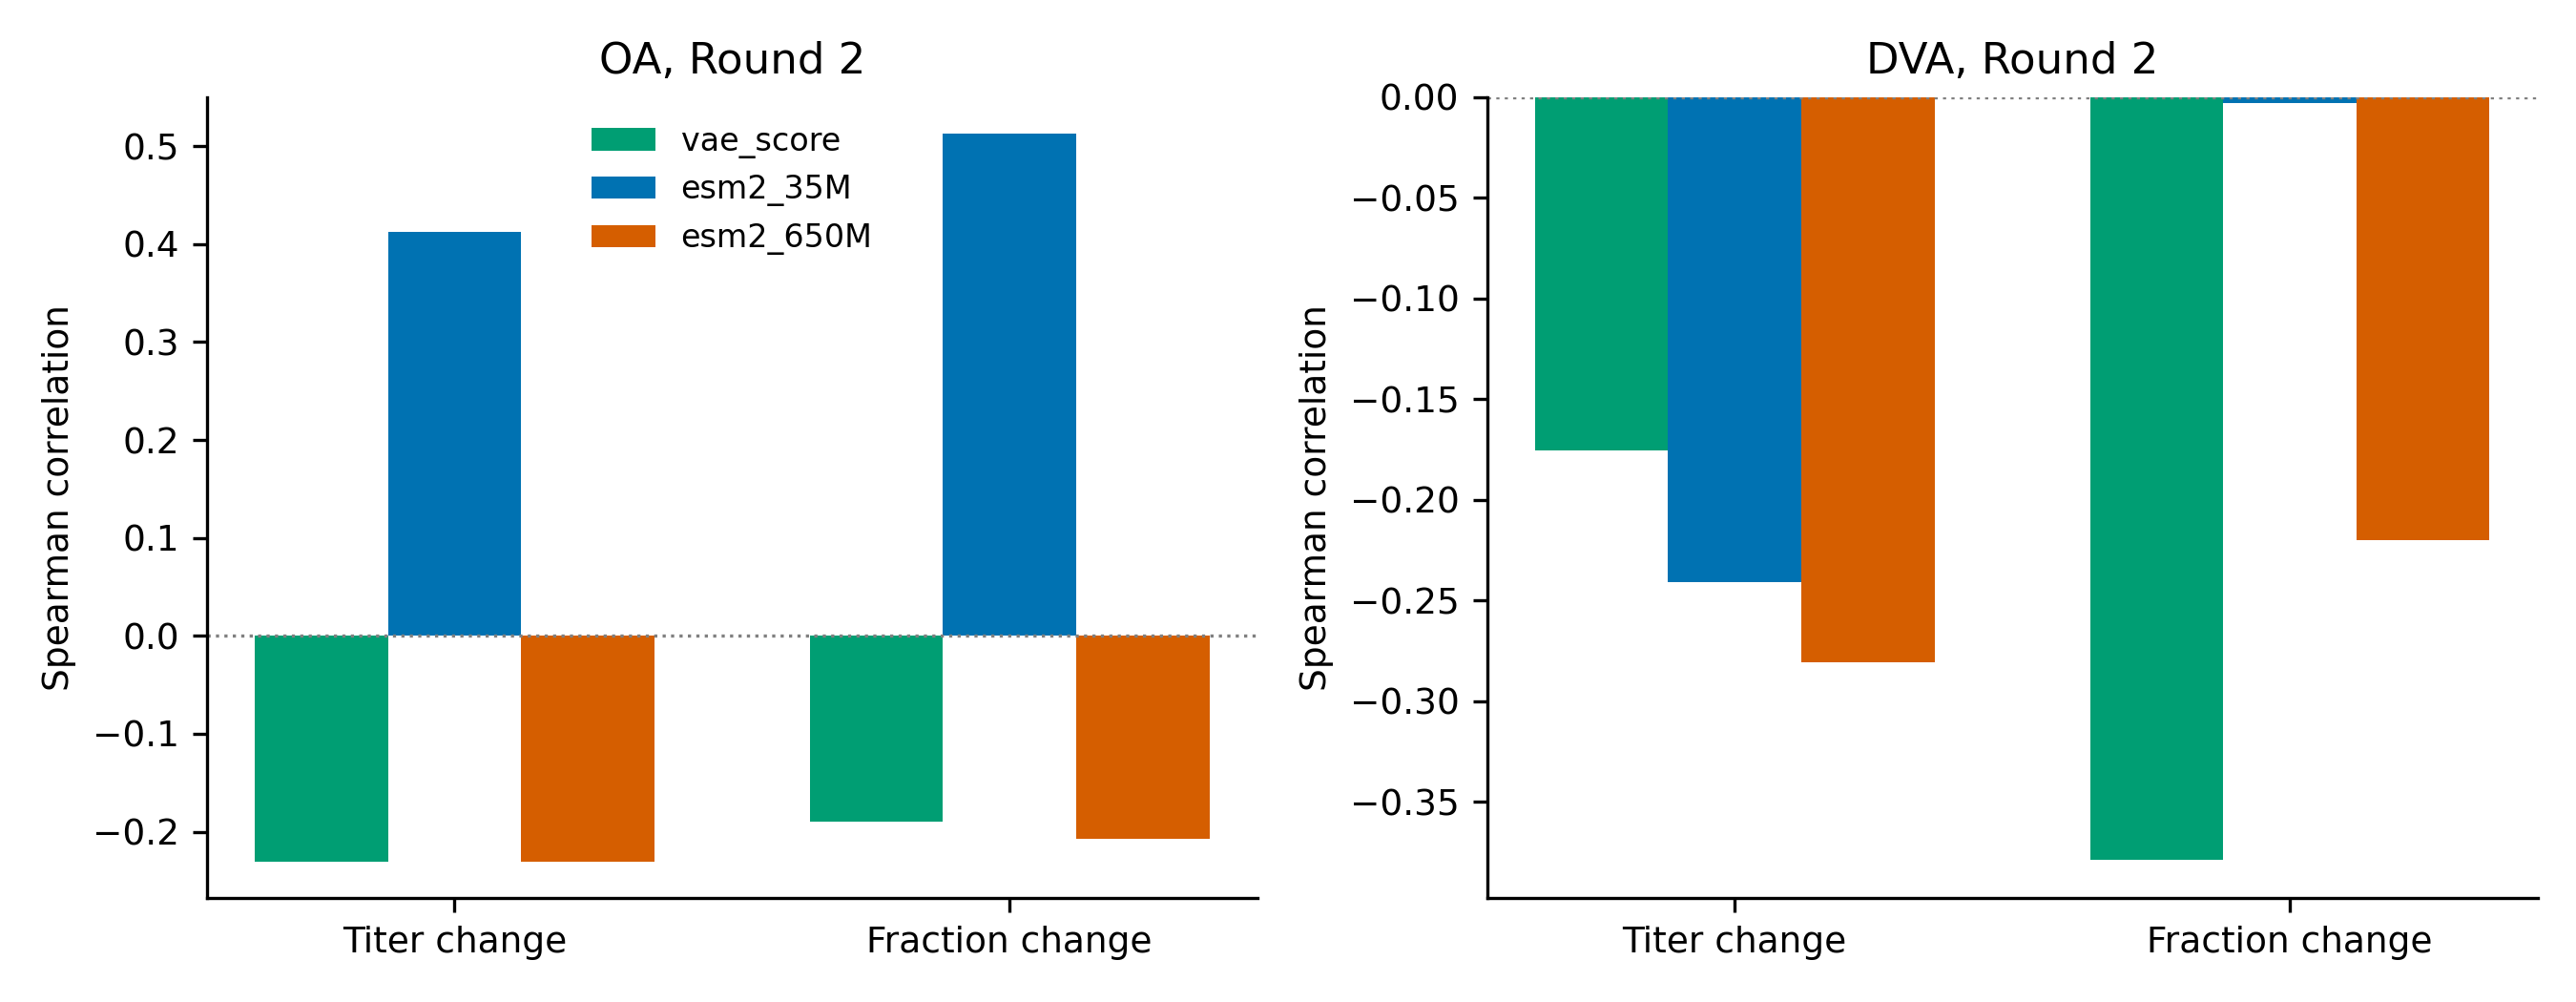 OA, Round 2
Spearman correlation
0.5
0.4
0.3
0.2
0.1
0.0
−0.1
−0.2
vae_score
esm2_35M
esm2_650M
Titer change
Fraction change
DVA, Round 2
Spearman correlation
0.00
−0.05
−0.10
−0.15
−0.20
−0.25
−0.30
−0.35
Titer change
Fraction change